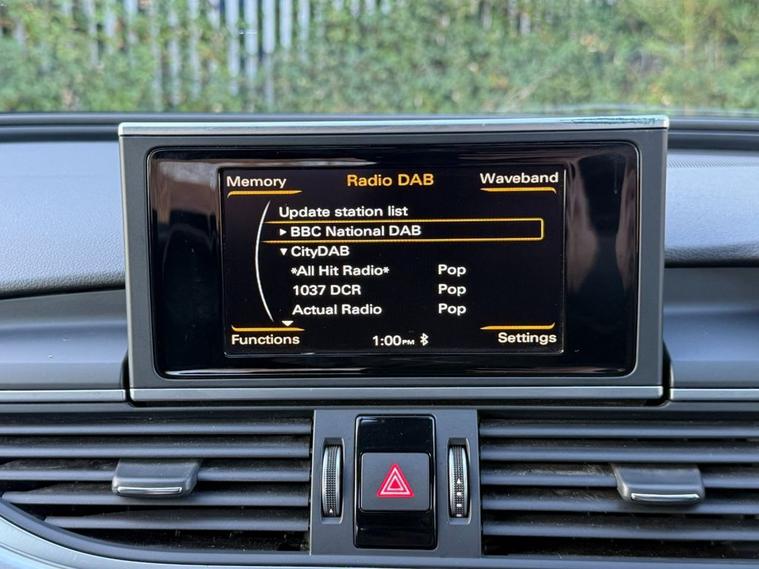 Memory Radio DAB Waveband
Update station list
▸ BBC National DAB
▾ CityDAB
*All Hit Radio* Pop
1037 DCR Pop
Actual Radio Pop
Functions 1:00PM Settings